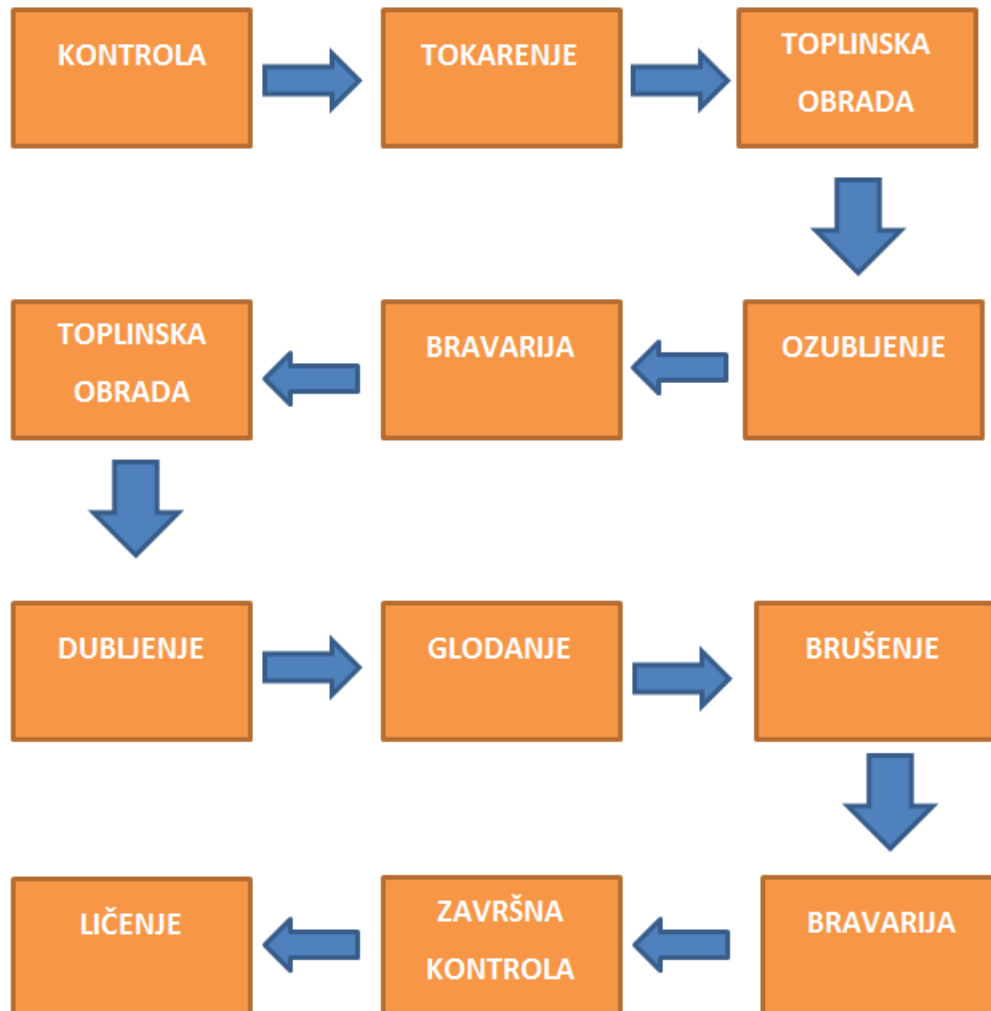 KONTROLA
TOKARENJE
TOPLINSKA
OBRADA
OZUBLJENJE
BRAVARIJA
TOPLINSKA
OBRADA
DUBLJENJE
GLODANJE
BRUŠENJE
BRAVARIJA
ZAVRŠNA
KONTROLA
LIČENJE